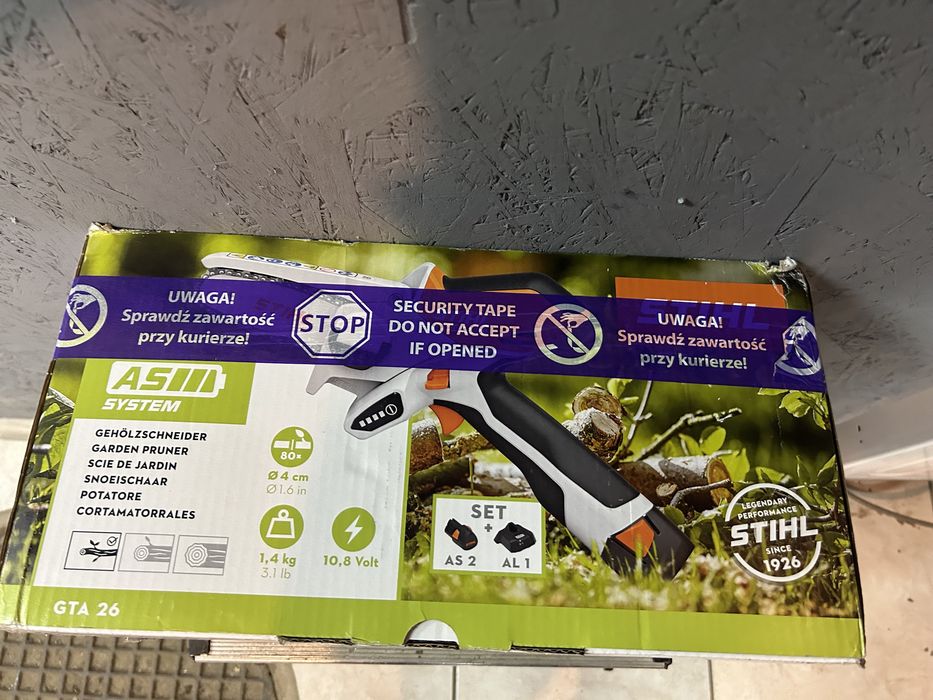 UWAGA!
Sprawdź zawartość
przy kurierze!
STOP
SECURITY TAPE
DO NOT ACCEPT
IF OPENED
UWAGA!
Sprawdź zawartość
przy kurierze!
STIHL
AS
SYSTEM
GEHÖLZSCHNEIDER
GARDEN PRUNER
SCIE DE JARDIN
SNOEISCHAAR
POTATORE
CORTAMATORRALES
80×
Ø 4 cm
Ø 1.6 in
1,4 kg
3.1 lb
10,8 Volt
SET
+
AS 2 AL 1
LEGENDARY
PERFORMANCE
STIHL
SINCE
1926
GTA 26